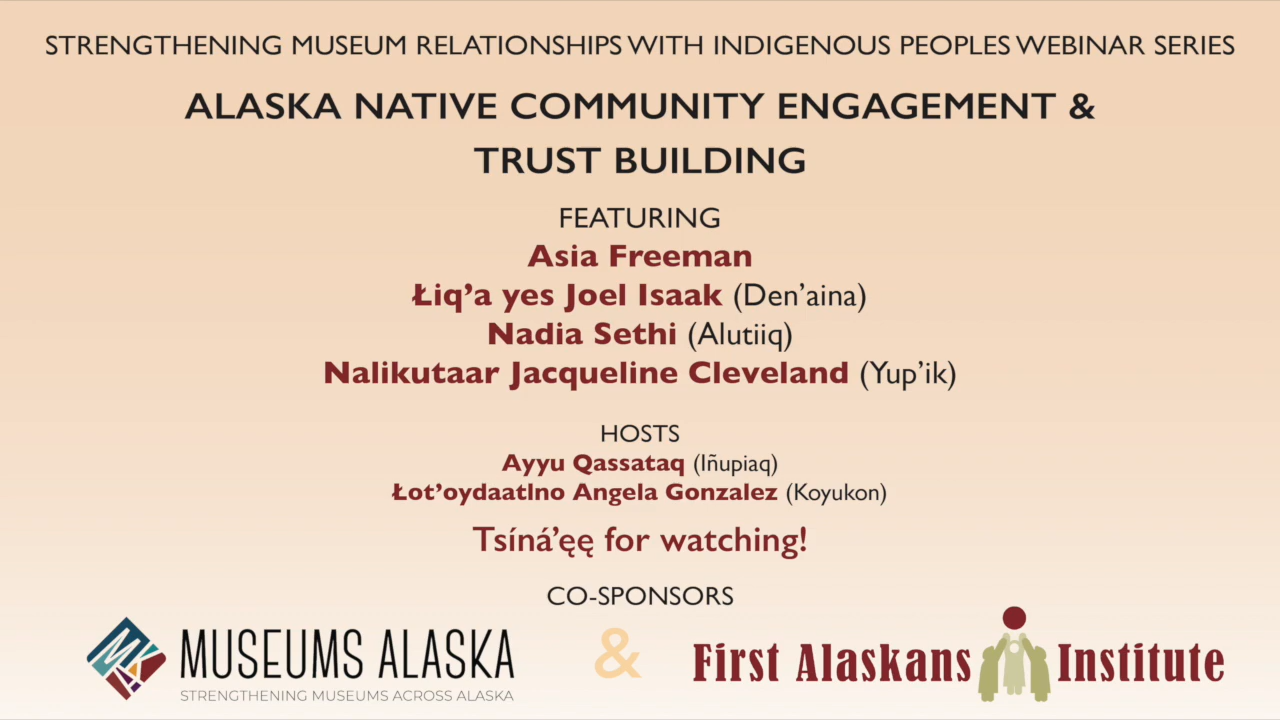 STRENGTHENING MUSEUM RELATIONSHIPS WITH INDIGENOUS PEOPLES WEBINAR SERIES
ALASKA NATIVE COMMUNITY ENGAGEMENT &
TRUST BUILDING
FEATURING
Asia Freeman
Łiq’a yes Joel Isaak (Den’aina)
Nadia Sethi (Alutiiq)
Nalikutaar Jacqueline Cleveland (Yup’ik)
HOSTS
Ayyu Qassataq (Iñupiaq)
Łot’oydaatlno Angela Gonzalez (Koyukon)
Tsíná’ęę for watching!
CO-SPONSORS
MUSEUMS ALASKA & First Alaskans Institute
STRENGTHENING MUSEUMS ACROSS ALASKA